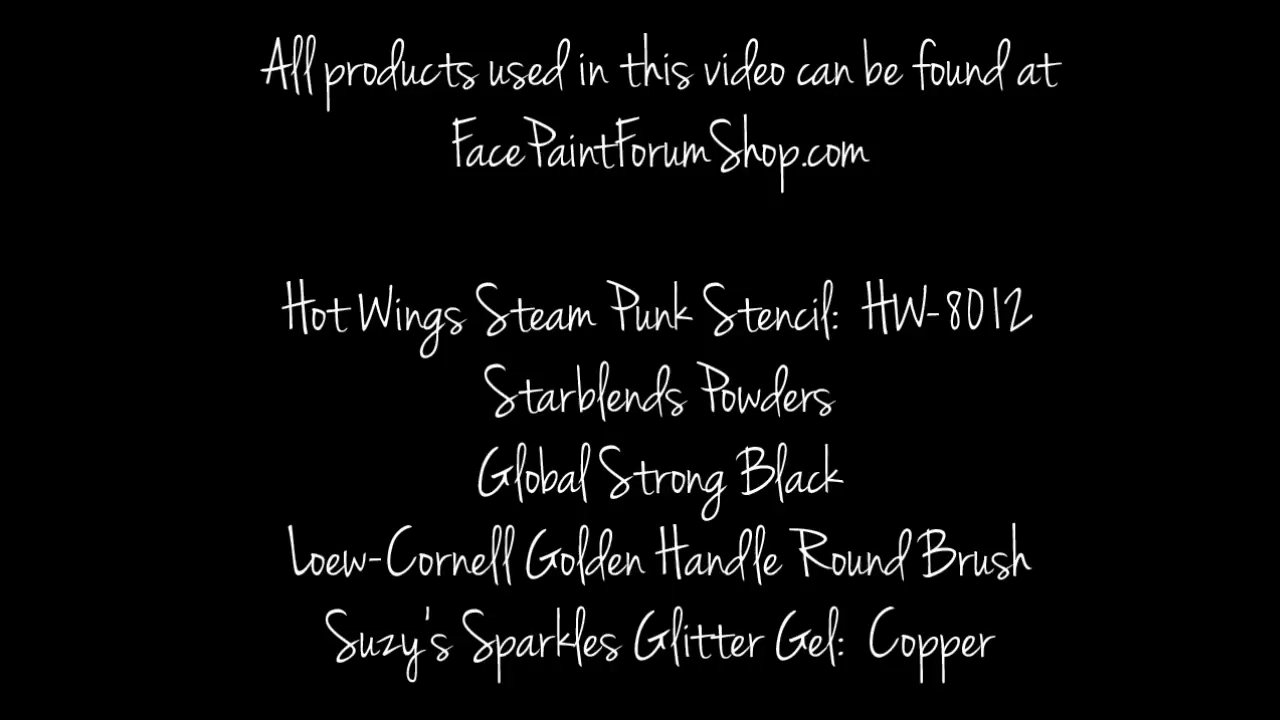 All products used in this video can be found at
FacePaintForumShop.com
Hot Wings Steam Punk Stencil: HW-8012
Starblends Powders
Global Strong Black
Loew-Cornell Golden Handle Round Brush
Suzy's Sparkles Glitter Gel: Copper